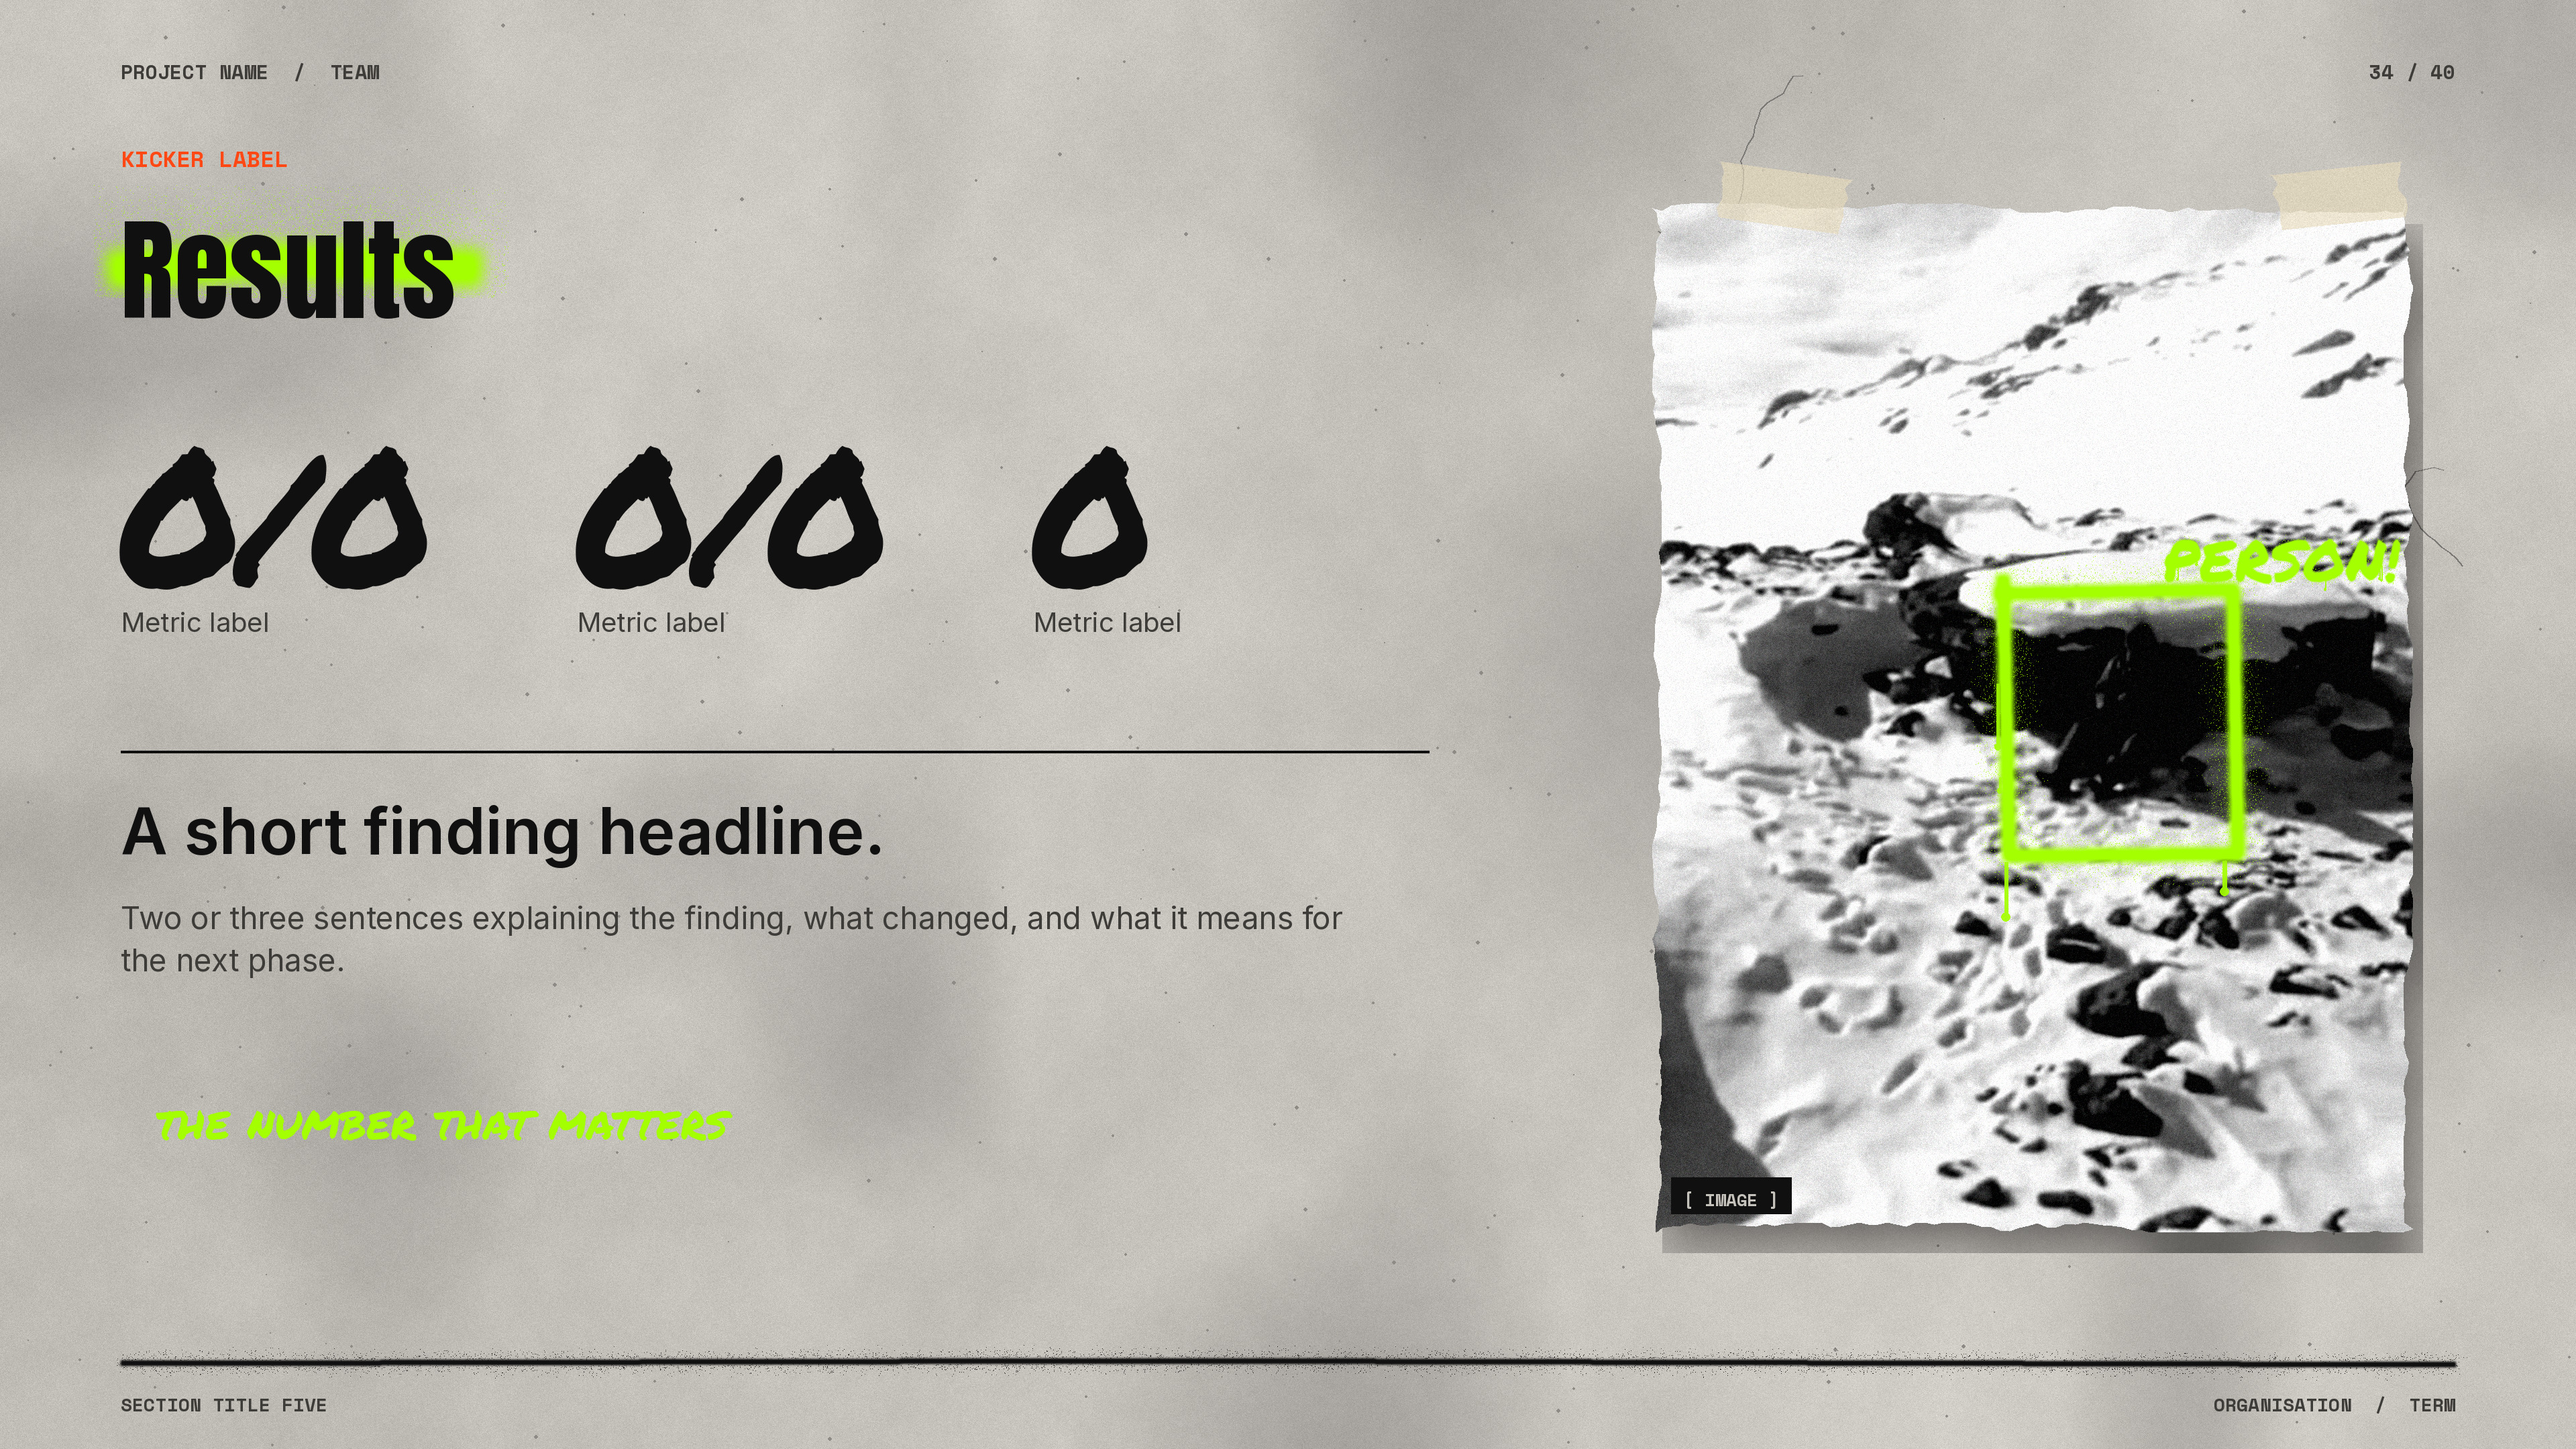 PROJECT NAME / TEAM
34 / 40
KICKER LABEL
Results
0/0
0/0
0
Metric label
Metric label
Metric label
A short finding headline.
Two or three sentences explaining the finding, what changed, and what it means for
the next phase.
THE NUMBER THAT MATTERS
PERSON!
[ IMAGE ]
SECTION TITLE FIVE
ORGANISATION / TERM